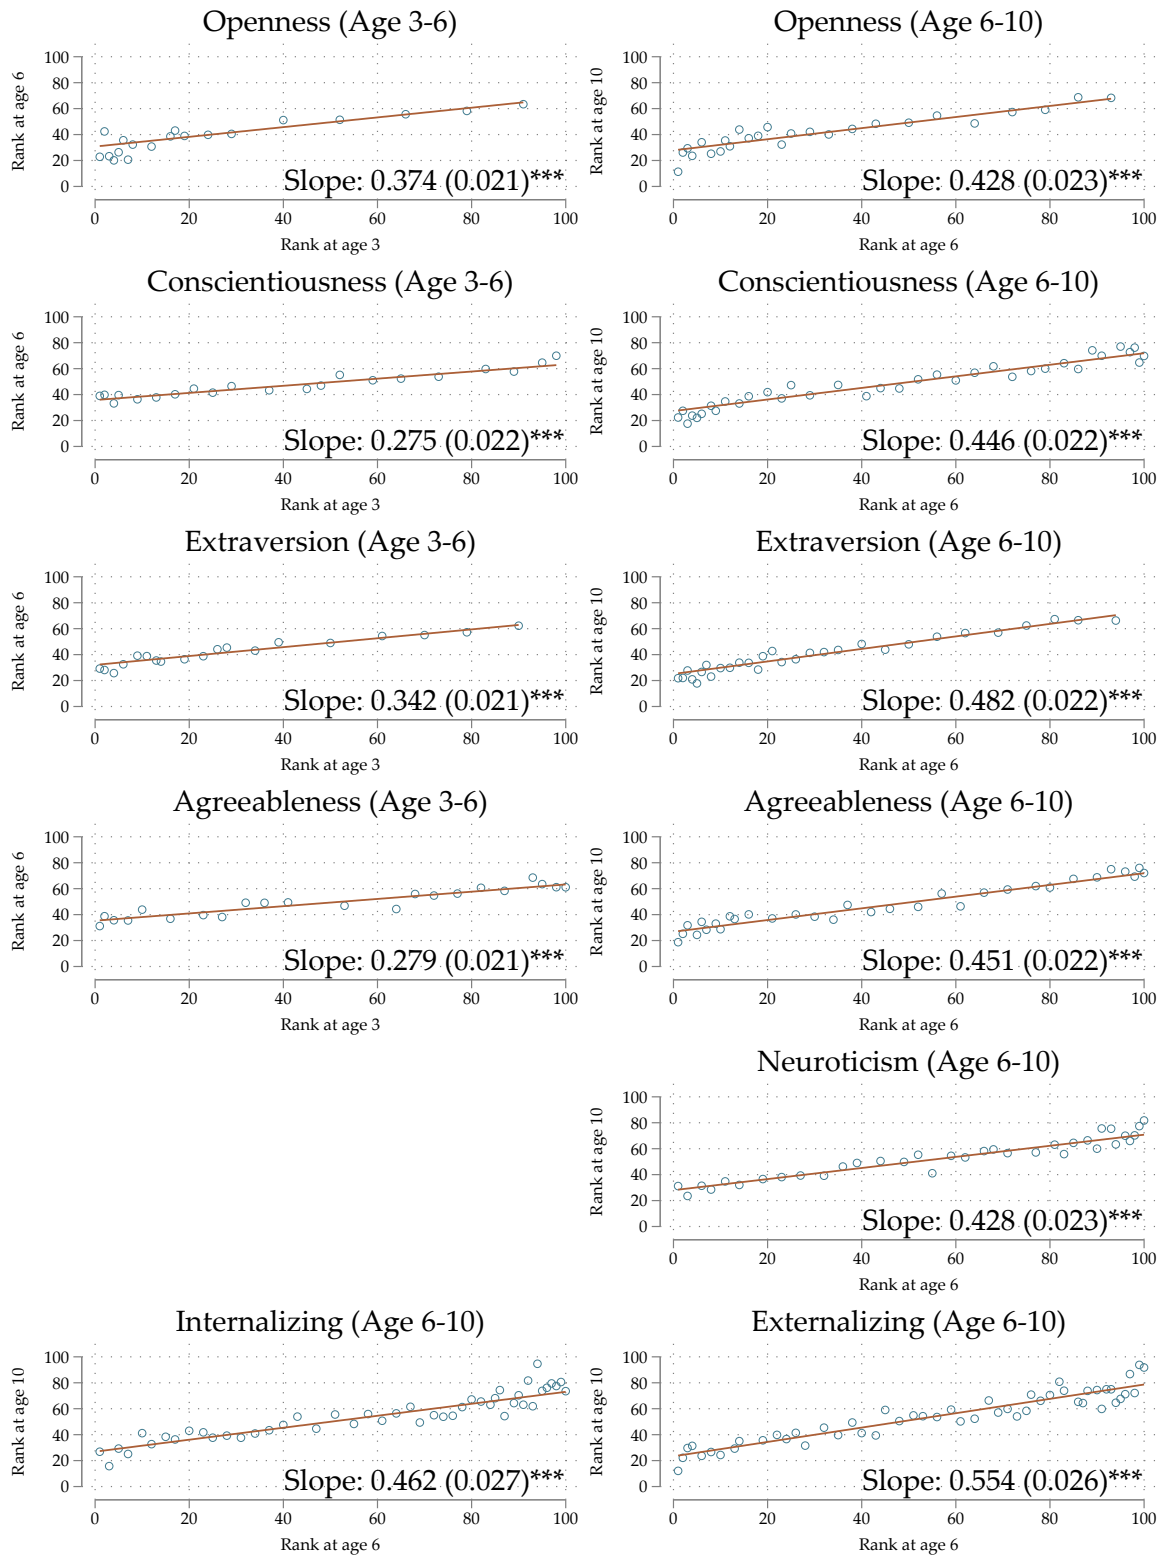 Openness (Age 3-6)
Rank at age 6
100
80
60
40
20
0
Slope: 0.374 (0.021)***
0 20 40 60 80 100
Rank at age 3
Openness (Age 6-10)
Rank at age 10
100
80
60
40
20
0
Slope: 0.428 (0.023)***
0 20 40 60 80 100
Rank at age 6
Conscientiousness (Age 3-6)
Rank at age 6
100
80
60
40
20
0
Slope: 0.275 (0.022)***
0 20 40 60 80 100
Rank at age 3
Conscientiousness (Age 6-10)
Rank at age 10
100
80
60
40
20
0
Slope: 0.446 (0.022)***
0 20 40 60 80 100
Rank at age 6
Extraversion (Age 3-6)
Rank at age 6
100
80
60
40
20
0
Slope: 0.342 (0.021)***
0 20 40 60 80 100
Rank at age 3
Extraversion (Age 6-10)
Rank at age 10
100
80
60
40
20
0
Slope: 0.482 (0.022)***
0 20 40 60 80 100
Rank at age 6
Agreeableness (Age 3-6)
Rank at age 6
100
80
60
40
20
0
Slope: 0.279 (0.021)***
0 20 40 60 80 100
Rank at age 3
Agreeableness (Age 6-10)
Rank at age 10
100
80
60
40
20
0
Slope: 0.451 (0.022)***
0 20 40 60 80 100
Rank at age 6
Neuroticism (Age 6-10)
Rank at age 10
100
80
60
40
20
0
Slope: 0.428 (0.023)***
0 20 40 60 80 100
Rank at age 6
Internalizing (Age 6-10)
Rank at age 10
100
80
60
40
20
0
Slope: 0.462 (0.027)***
0 20 40 60 80 100
Rank at age 6
Externalizing (Age 6-10)
Rank at age 10
100
80
60
40
20
0
Slope: 0.554 (0.026)***
0 20 40 60 80 100
Rank at age 6